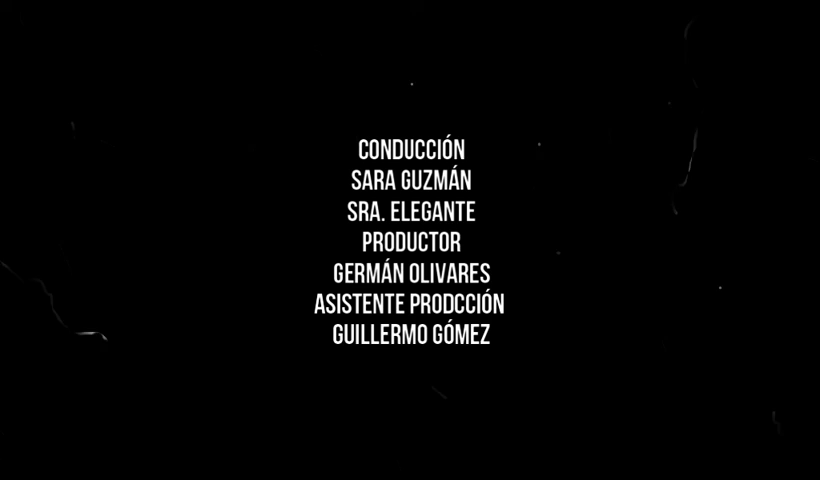 CONDUCCIÓN
SARA GUZMÁN
SRA. ELEGANTE
PRODUCTOR
GERMÁN OLIVARES
ASISTENTE PRODCCIÓN
GUILLERMO GÓMEZ